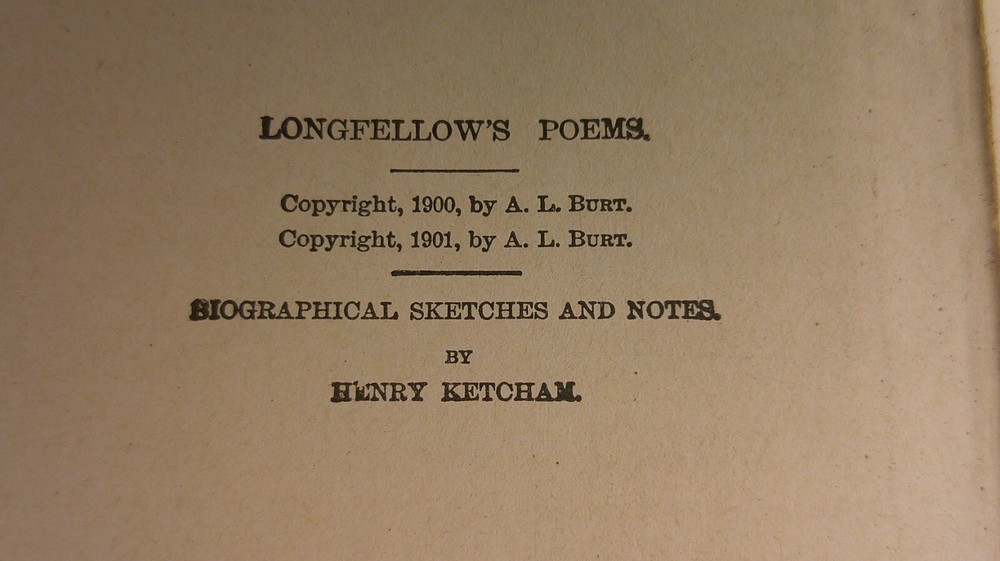 LONGFELLOW'S POEMS.
Copyright, 1900, by A. L. BURT.
Copyright, 1901, by A. L. BURT.
BIOGRAPHICAL SKETCHES AND NOTES.
BY
HENRY KETCHAM.